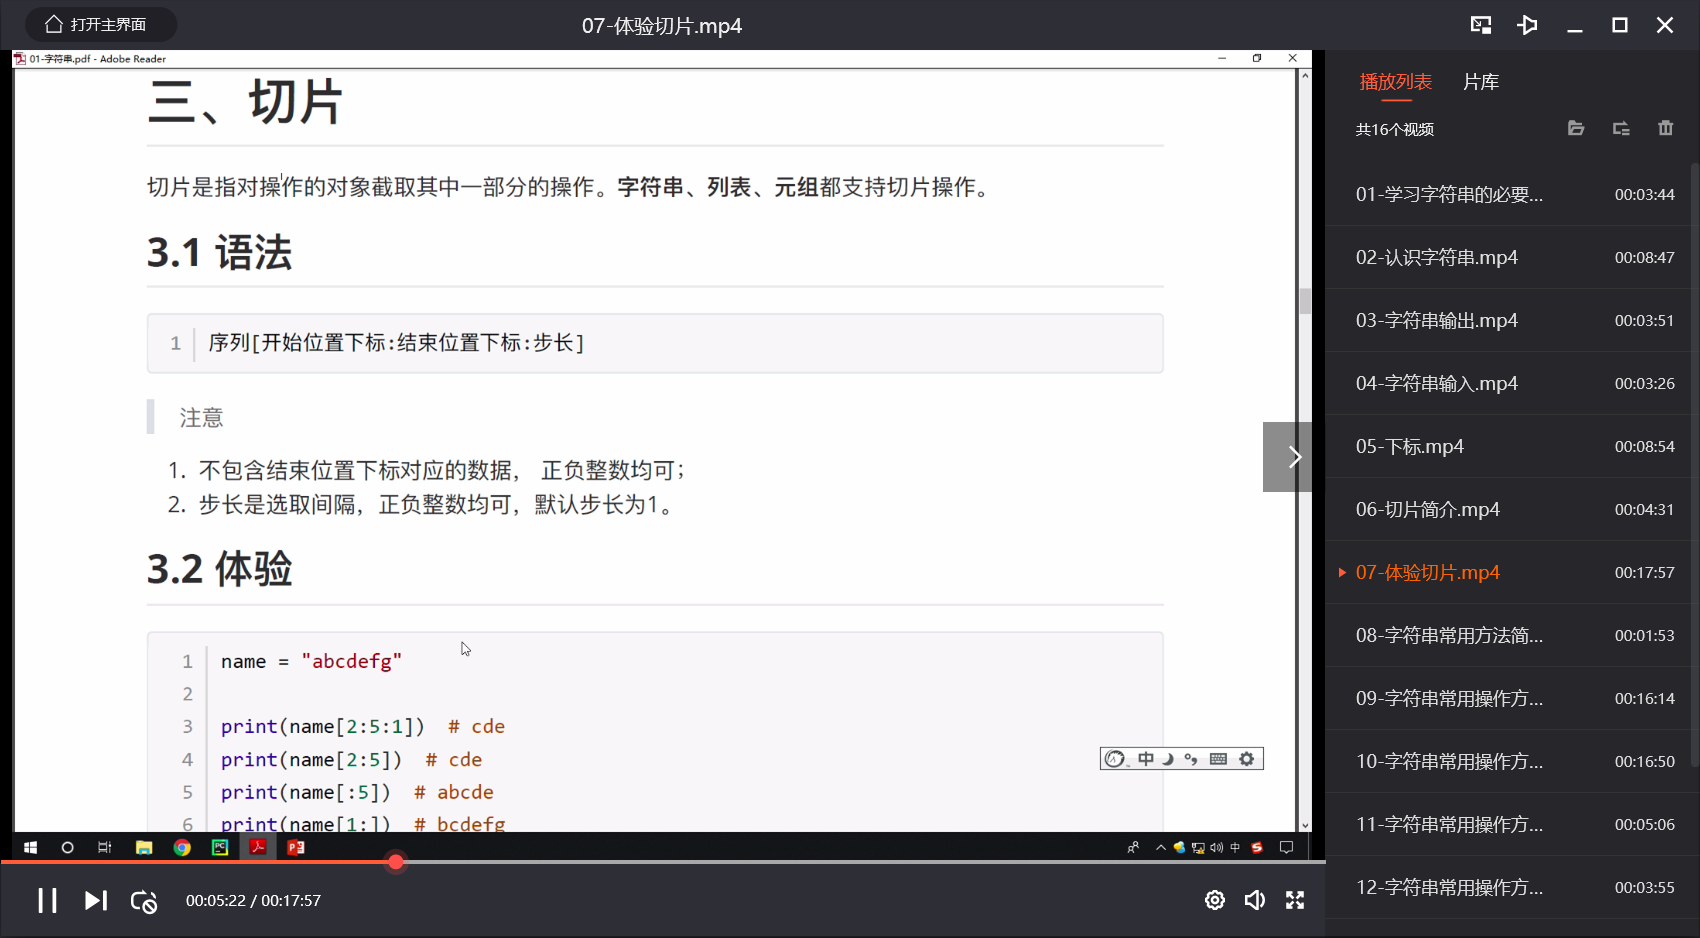 打开主界面
07-体验切片.mp4
01-字符串.pdf - Adobe Reader
三、切片
切片是指对操作的对象截取其中一部分的操作。字符串、列表、元组都支持切片操作。
3.1 语法
1 序列[开始位置下标:结束位置下标:步长]
注意
1. 不包含结束位置下标对应的数据， 正负整数均可；
2. 步长是选取间隔，正负整数均可，默认步长为1。
3.2 体验
1 name = "abcdefg"
2
3 print(name[2:5:1]) # cde
4 print(name[2:5]) # cde
5 print(name[:5]) # abcde
6 print(name[1:]) # bcdefg
中
中
00:05:22 / 00:17:57
播放列表 片库
共16个视频
01-学习字符串的必要... 00:03:44
02-认识字符串.mp4 00:08:47
03-字符串输出.mp4 00:03:51
04-字符串输入.mp4 00:03:26
05-下标.mp4 00:08:54
06-切片简介.mp4 00:04:31
07-体验切片.mp4 00:17:57
08-字符串常用方法简... 00:01:53
09-字符串常用操作方... 00:16:14
10-字符串常用操作方... 00:16:50
11-字符串常用操作方... 00:05:06
12-字符串常用操作方... 00:03:55